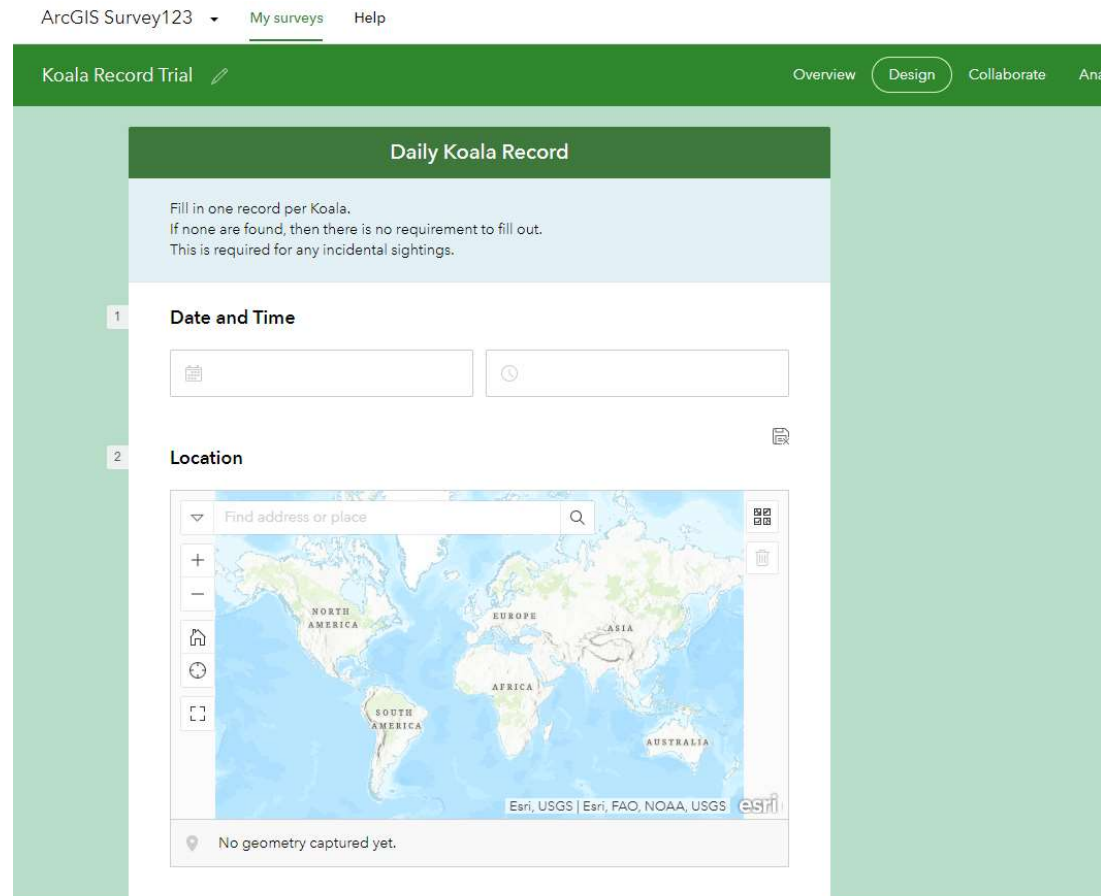 ArcGIS Survey123 My surveys Help
Koala Record Trial Overview Design Collaborate Ana
Daily Koala Record
Fill in one record per Koala.
If none are found, then there is no requirement to fill out.
This is required for any incidental sightings.
1 Date and Time
2 Location
Find address or place
NORTH
AMERICA
EUROPE
ASIA
AFRICA
SOUTH
AMERICA
AUSTRALIA
Esri, USGS | Esri, FAO, NOAA, USGS esri
No geometry captured yet.